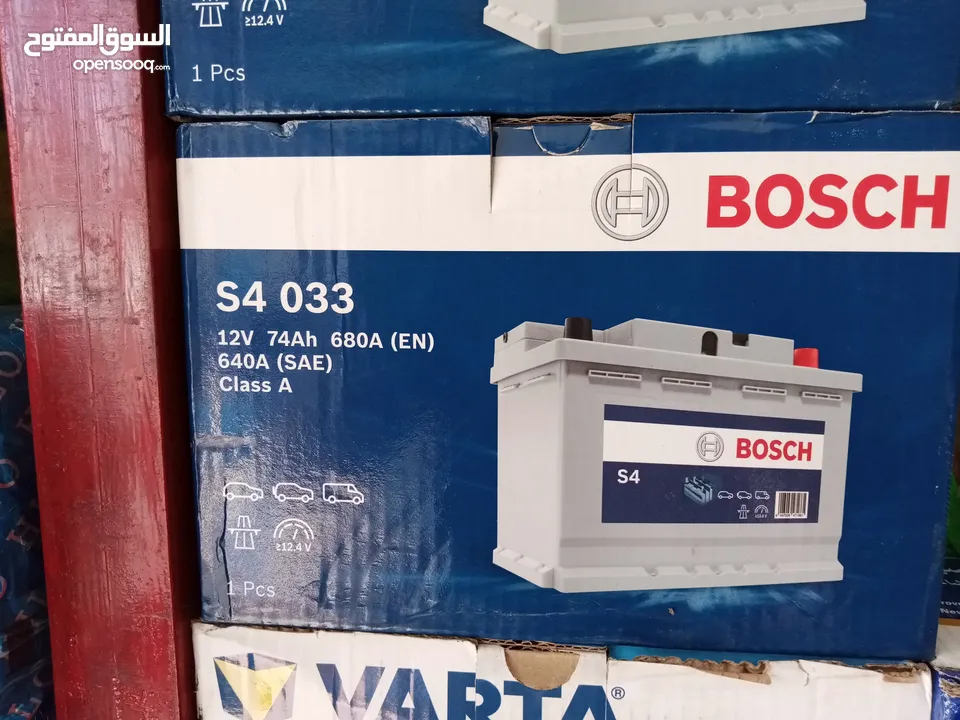 ≥12.4 V
السوق المفتوح
opensooq.com
1 Pcs
BOSCH
S4 033
12V 74Ah 680A (EN)
640A (SAE)
Class A
BOSCH
S4
≥12.4 V
1 Pcs
VARTA®